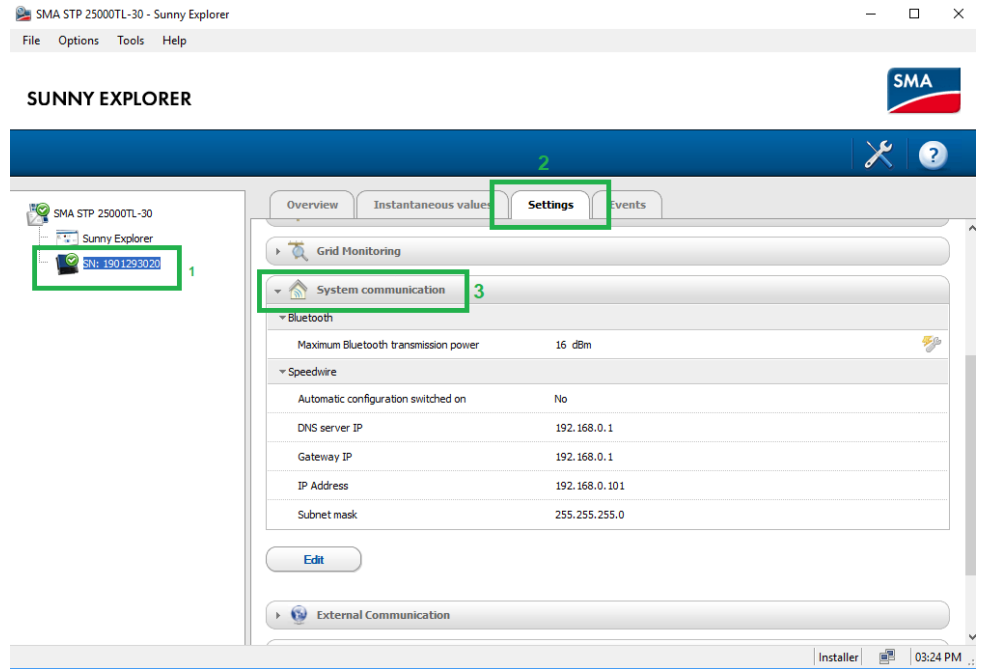 SMA STP 25000TL-30 - Sunny Explorer
File Options Tools Help
SUNNY EXPLORER
SMA
?
2
Overview Instantaneous values Settings Events
SMA STP 25000TL-30
Sunny Explorer
SN: 1901293020
1
Grid Monitoring
System communication
3
Bluetooth
Maximum Bluetooth transmission power 16 dBm
Speedwire
Automatic configuration switched on No
DNS server IP 192.168.0.1
Gateway IP 192.168.0.1
IP Address 192.168.0.101
Subnet mask 255.255.255.0
Edit
External Communication
Installer 03:24 PM